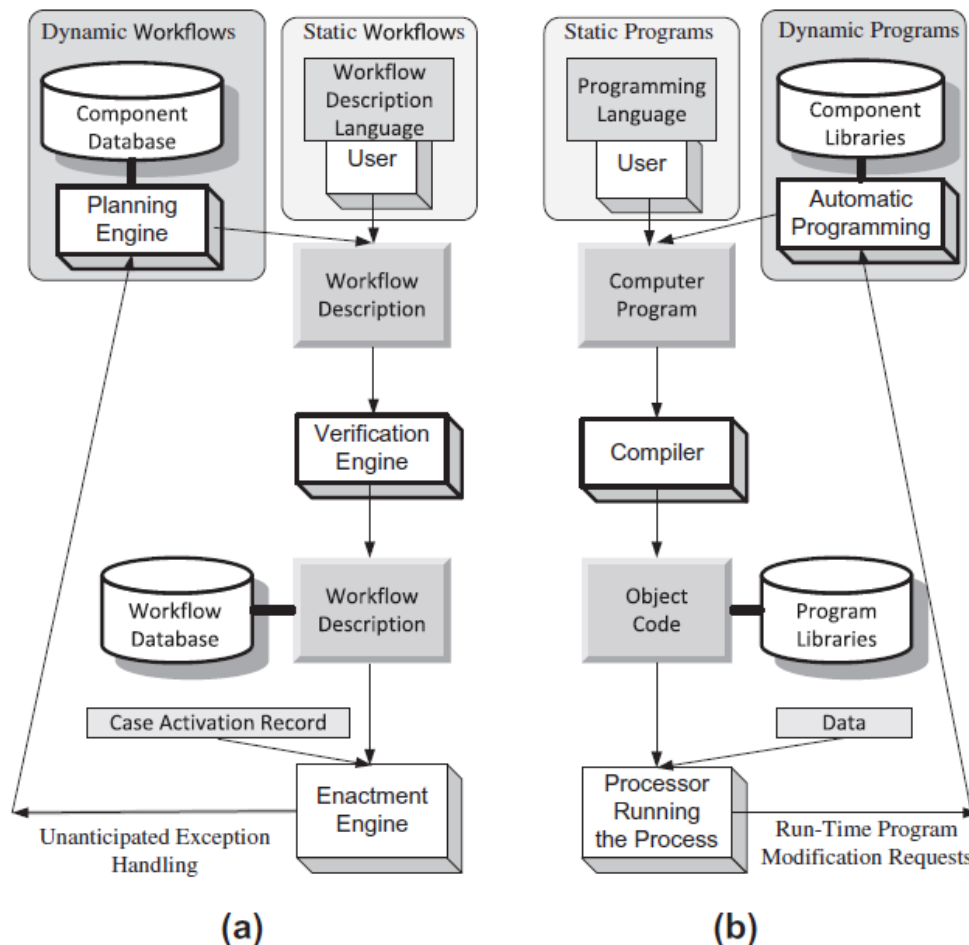 Dynamic Workflows
Component
Database
Planning
Engine
Static Workflows
Workflow
Description
Language
User
Workflow
Description
Verification
Engine
Workflow
Database
Workflow
Description
Case Activation Record
Enactment
Engine
Unanticipated Exception
Handling
(a)
Static Programs
Programming
Language
User
Dynamic Programs
Component
Libraries
Automatic
Programming
Computer
Program
Compiler
Object
Code
Program
Libraries
Data
Processor
Running
the Process
Run-Time Program
Modification Requests
(b)